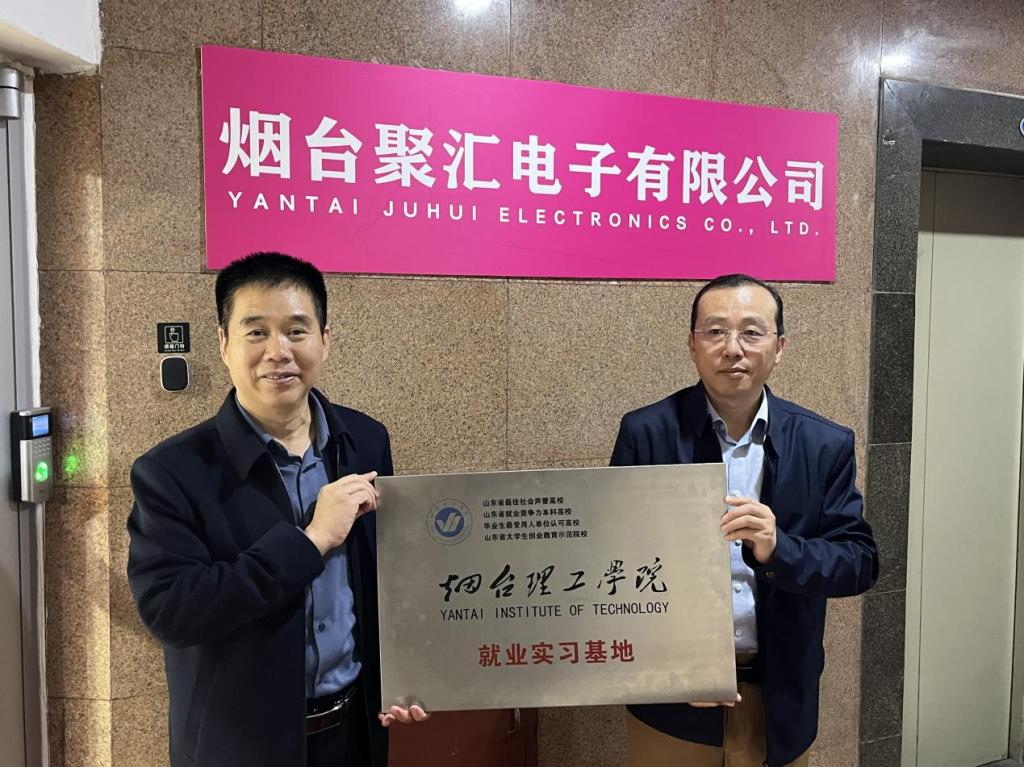 烟台聚汇电子有限公司
YANTAI JUHUI ELECTRONICS CO., LTD.
山东省最佳社会声誉高校
山东省就业竞争力本科高校
毕业生最受用人单位认可高校
山东省大学生创业教育示范院校
烟台理工學院
YANTAI INSTITUTE OF TECHNOLOGY
就业实习基地